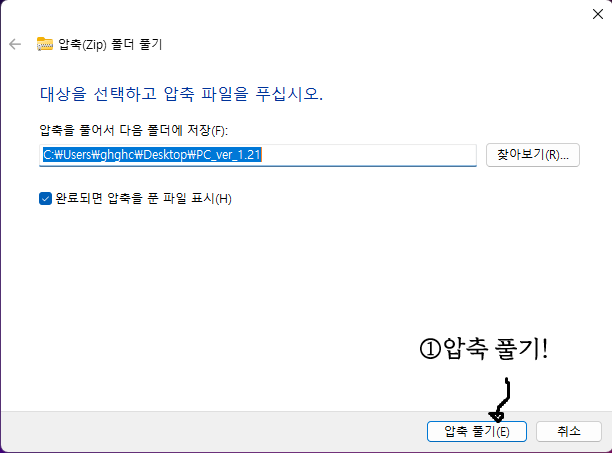 압축(Zip) 폴더 풀기
대상을 선택하고 압축 파일을 푸십시오.
압축을 풀어서 다음 폴더에 저장(F):
C:₩Users₩ghghc₩Desktop₩PC_ver_1.21
찾아보기(R)...
완료되면 압축을 푼 파일 표시(H)
①압축 풀기!
압축 풀기(E)
취소